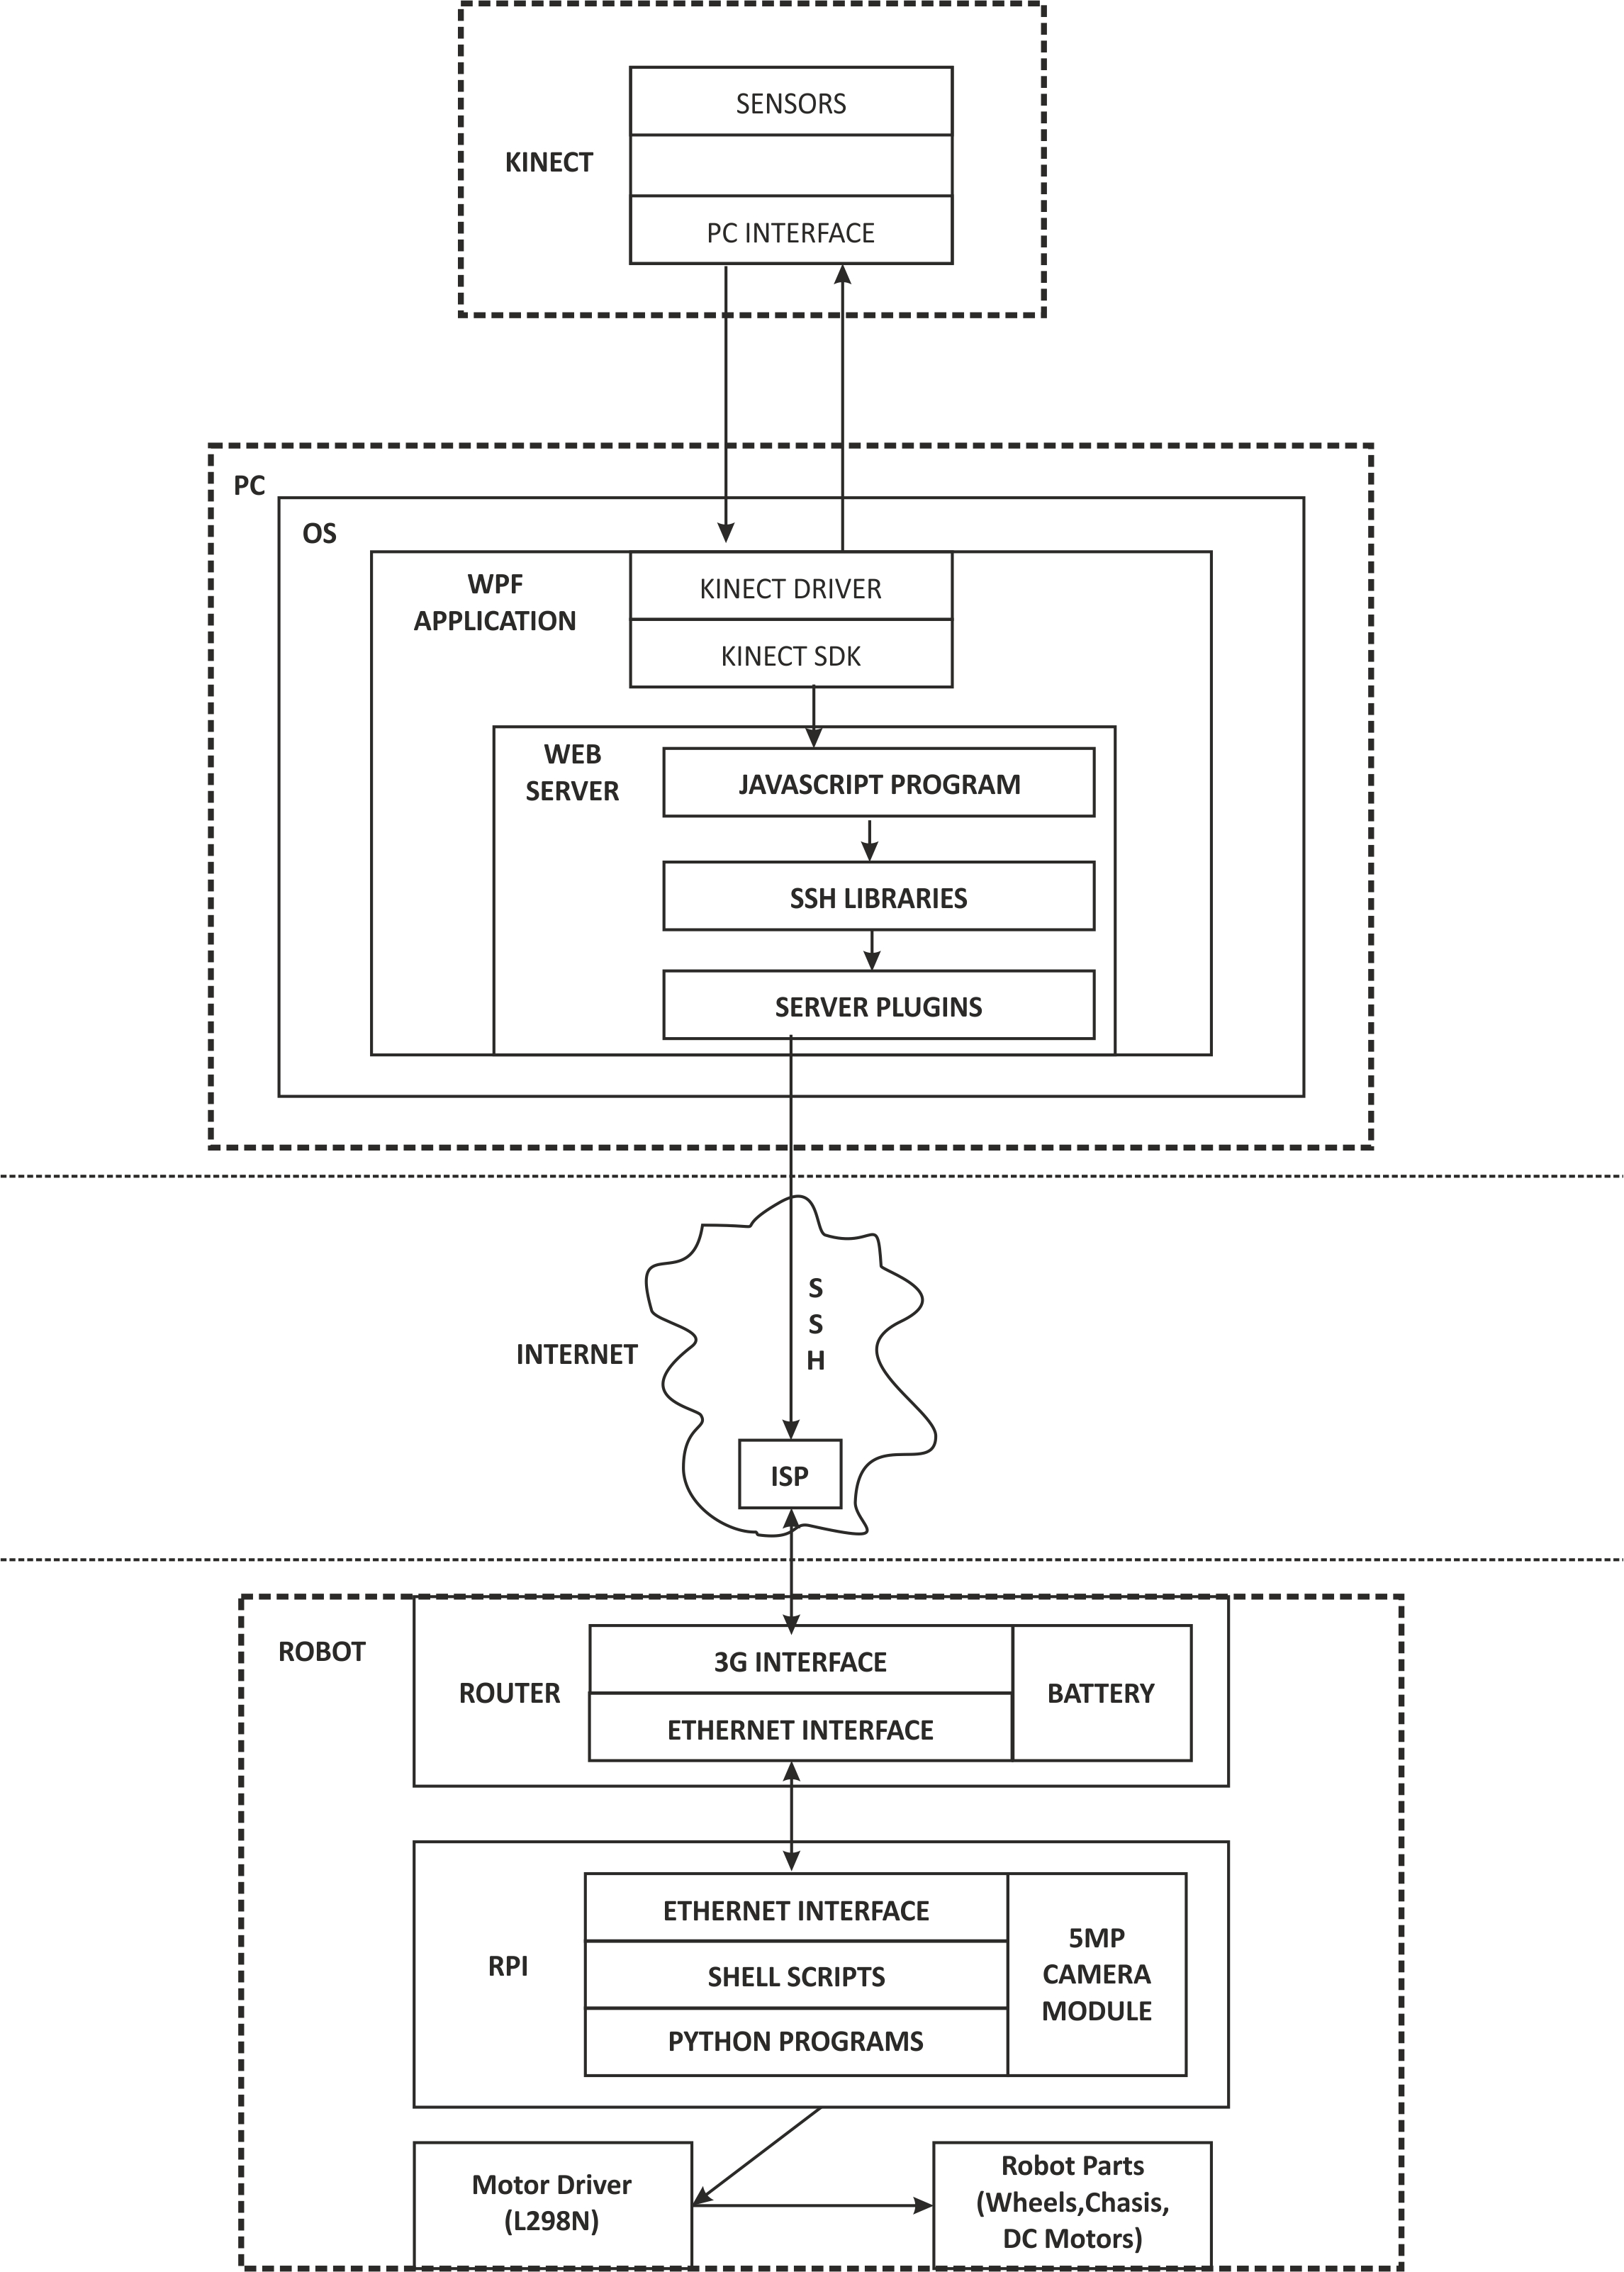 SENSORS
KINECT
PC INTERFACE
PC
OS
WPF
APPLICATION
KINECT DRIVER
KINECT SDK
WEB
SERVER
JAVASCRIPT PROGRAM
SSH LIBRARIES
SERVER PLUGINS
S
S
H
INTERNET
ISP
ROBOT
ROUTER
3G INTERFACE
ETHERNET INTERFACE
BATTERY
RPI
ETHERNET INTERFACE
SHELL SCRIPTS
PYTHON PROGRAMS
5MP
CAMERA
MODULE
Motor Driver
(L298N)
Robot Parts
(Wheels,Chasis,
DC Motors)